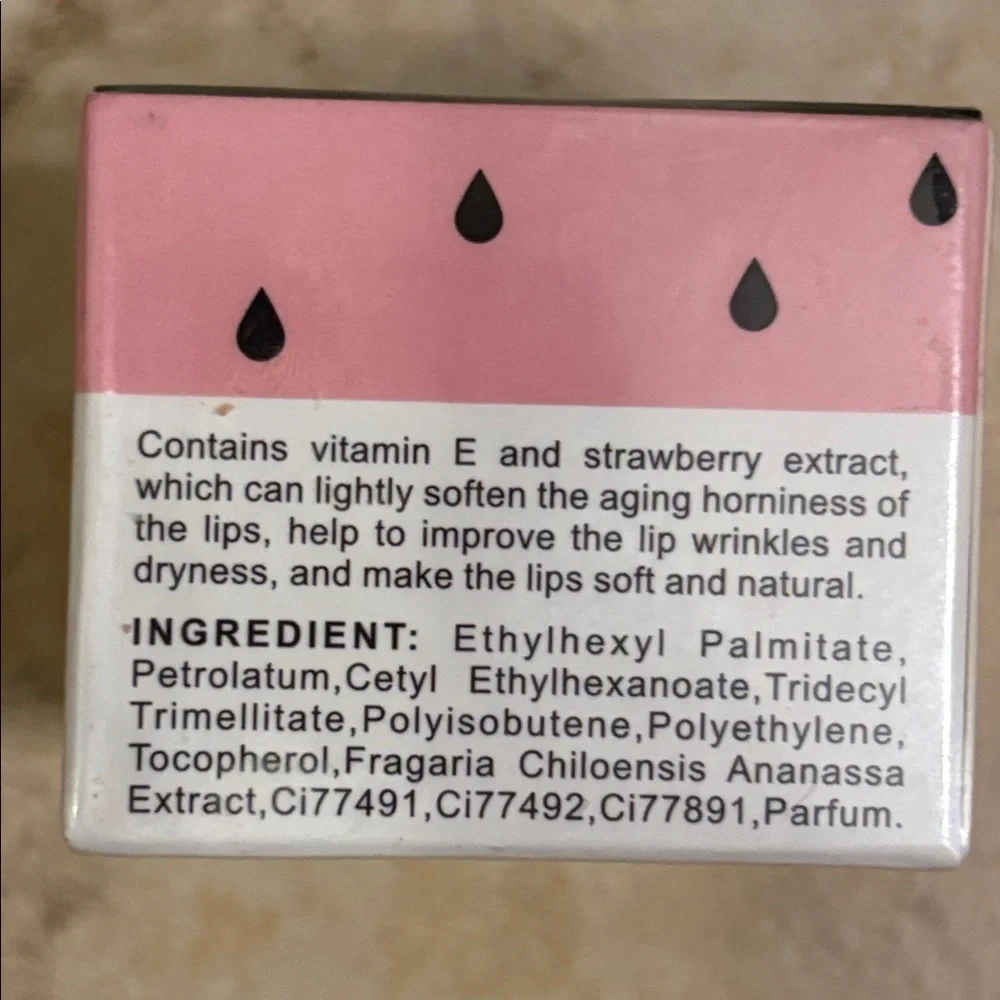 Contains vitamin E and strawberry extract,
which can lightly soften the aging horniness of
the lips, help to improve the lip wrinkles and
dryness, and make the lips soft and natural.
INGREDIENT: Ethylhexyl Palmitate,
Petrolatum,Cetyl Ethylhexanoate,Tridecyl
Trimellitate,Polyisobutene,Polyethylene,
Tocopherol,Fragaria Chiloensis Ananassa
Extract,Ci77491,Ci77492,Ci77891,Parfum.